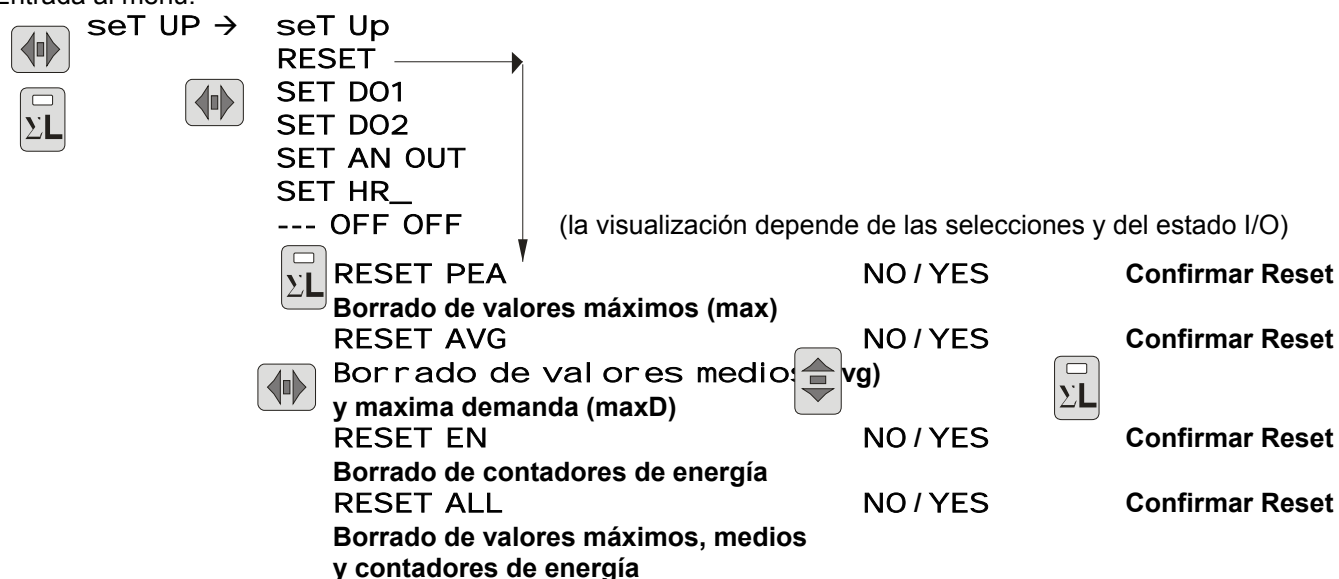 Entrada al menú:
seT UP → seT Up
RESET
ΣL
SET DO1
SET DO2
SET AN OUT
SET HR_
--- OFF OFF (la visualización depende de las selecciones y del estado I/O)
ΣL RESET PEA NO / YES Confirmar Reset
Borrado de valores máximos (max)
RESET AVG NO / YES Confirmar Reset
Borrado de valores medios vg)
ΣL
y maxima demanda (maxD)
RESET EN NO / YES Confirmar Reset
Borrado de contadores de energía
RESET ALL NO / YES Confirmar Reset
Borrado de valores máximos, medios
y contadores de energía